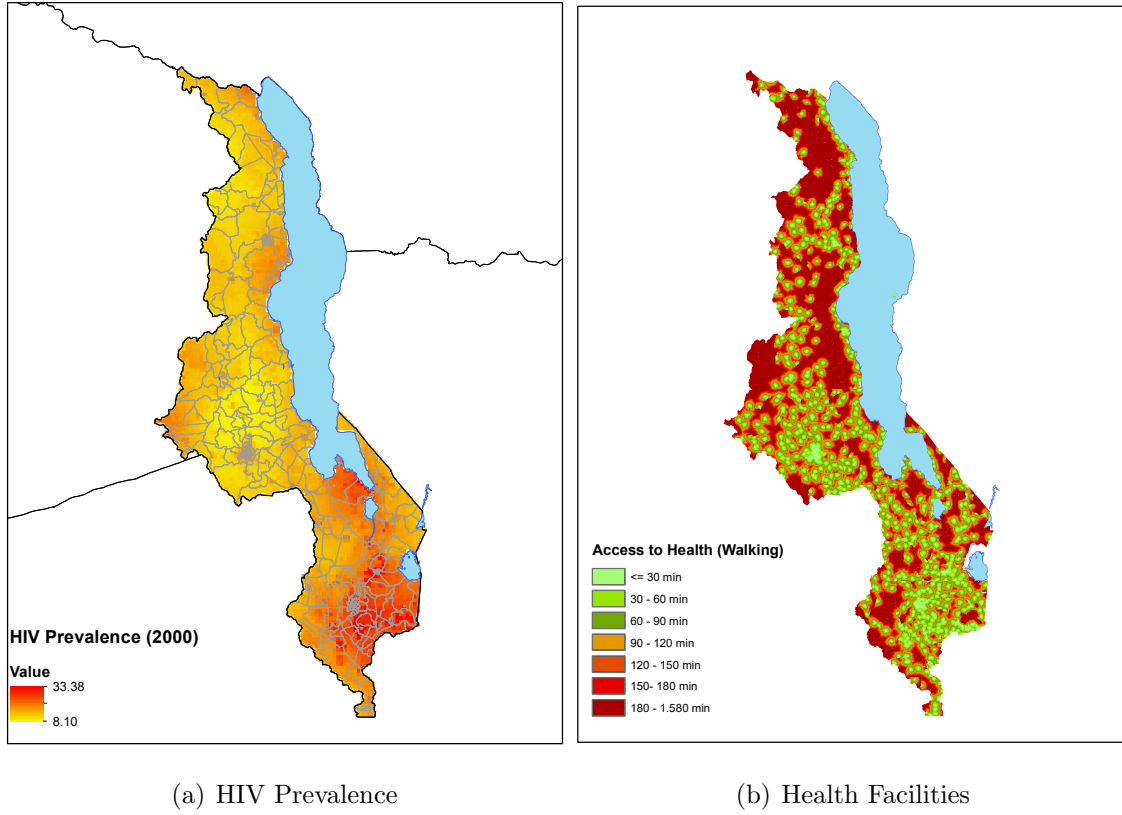 HIV Prevalence (2000)
Value
33.38
8.10
Access to Health (Walking)
<= 30 min
30 - 60 min
60 - 90 min
90 - 120 min
120 - 150 min
150- 180 min
180 - 1.580 min
(a) HIV Prevalence
(b) Health Facilities